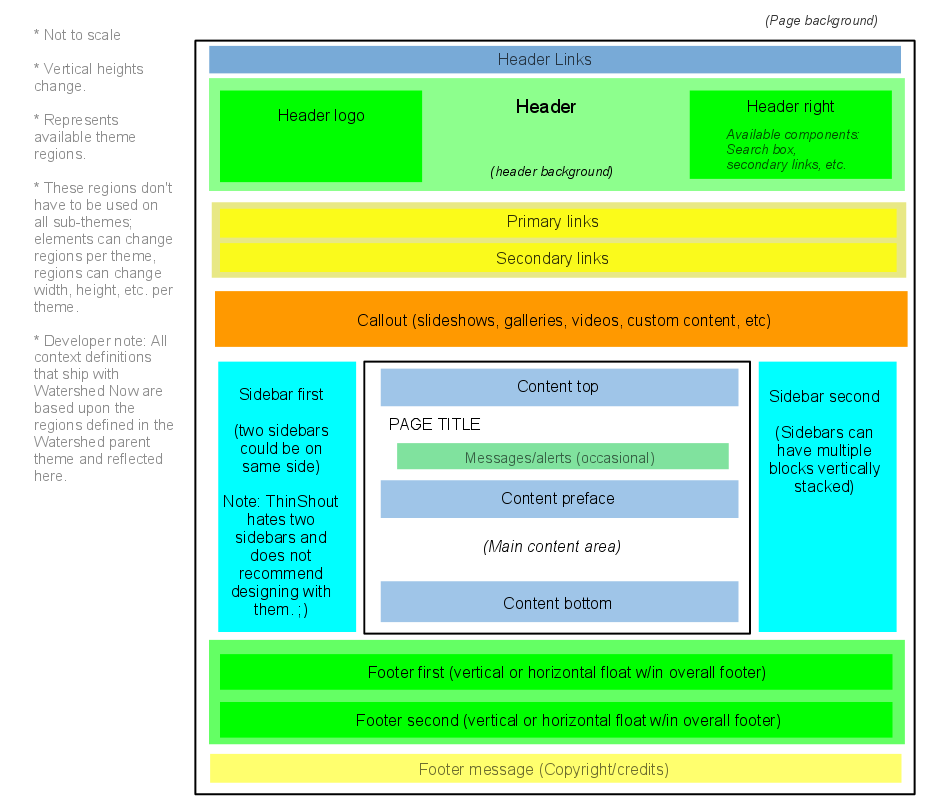 (Page background)
* Not to scale
* Vertical heights
change.
* Represents
available theme
regions.
* These regions don't
have to be used on
all sub-themes;
elements can change
regions per theme,
regions can change
width, height, etc. per
theme.
* Developer note: All
context definitions
that ship with
Watershed Now are
based upon the
regions defined in the
Watershed parent
theme and reflected
here.
Header Links
Header logo
Header
(header background)
Header right
Available components:
Search box,
secondary links, etc.
Primary links
Secondary links
Callout (slideshows, galleries, videos, custom content, etc)
Sidebar first
(two sidebars
could be on
same side)
Note: ThinShout
hates two
sidebars and
does not
recommend
designing with
them. ;)
Content top
PAGE TITLE
Messages/alerts (occasional)
Content preface
(Main content area)
Content bottom
Sidebar second
(Sidebars can
have multiple
blocks vertically
stacked)
Footer first (vertical or horizontal float w/in overall footer)
Footer second (vertical or horizontal float w/in overall footer)
Footer message (Copyright/credits)